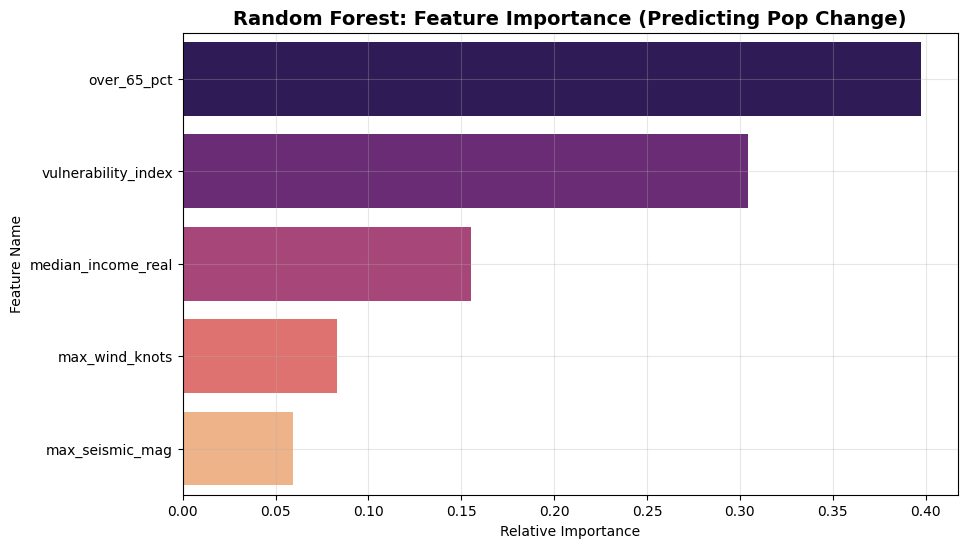 Random Forest: Feature Importance (Predicting Pop Change)
over_65_pct
vulnerability_index
median_income_real
max_wind_knots
max_seismic_mag
Feature Name
0.00 0.05 0.10 0.15 0.20 0.25 0.30 0.35 0.40
Relative Importance